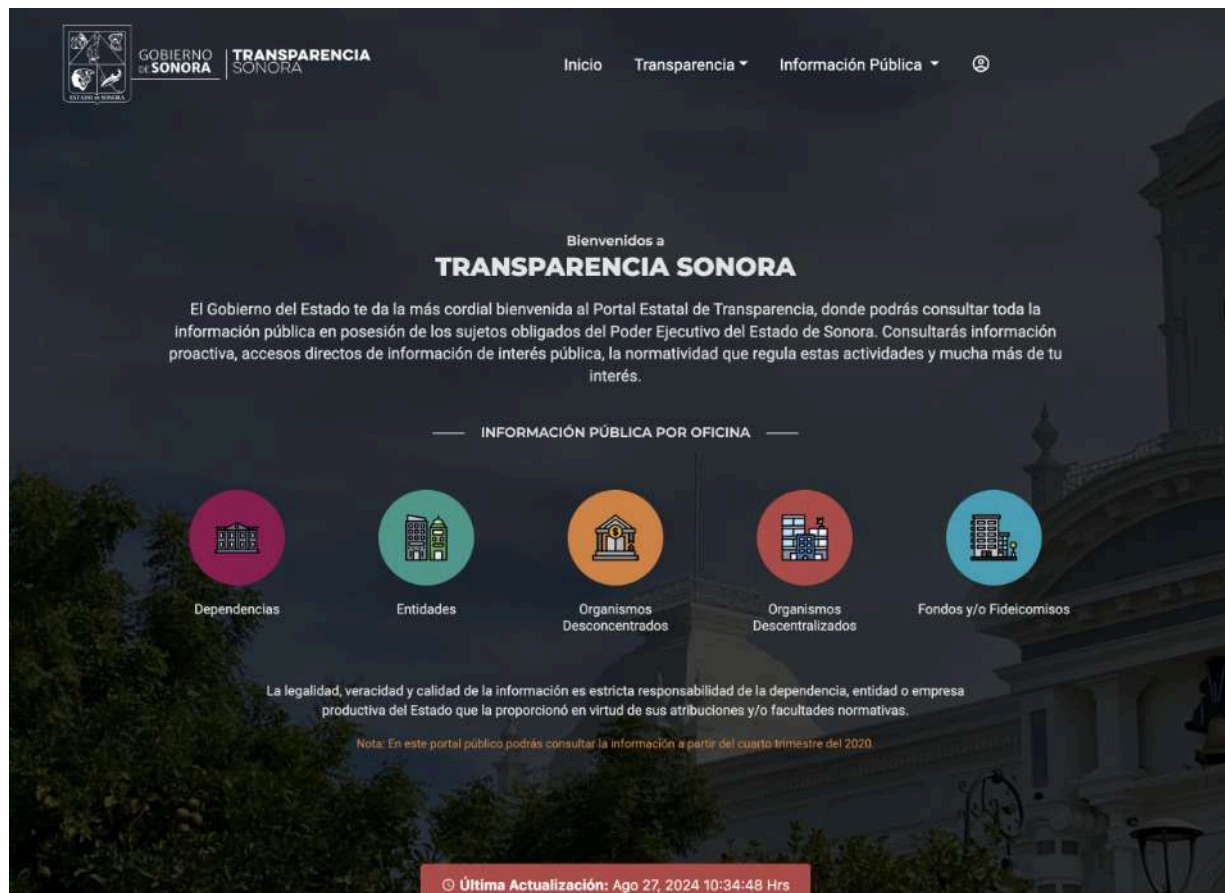 ESTADO DE SONORA
GOBIERNO
DE SONORA
TRANSPARENCIA
SONORA
Inicio
Transparencia
Información Pública
Bienvenidos a
TRANSPARENCIA SONORA
El Gobierno del Estado te da la más cordial bienvenida al Portal Estatal de Transparencia, donde podrás consultar toda la
información pública en posesión de los sujetos obligados del Poder Ejecutivo del Estado de Sonora. Consultarás información
proactiva, accesos directos de información de interés pública, la normatividad que regula estas actividades y mucha más de tu
interés.
INFORMACIÓN PÚBLICA POR OFICINA
Dependencias
Entidades
Organismos
Desconcentrados
Organismos
Descentralizados
Fondos y/o Fideicomisos
La legalidad, veracidad y calidad de la información es estricta responsabilidad de la dependencia, entidad o empresa
productiva del Estado que la proporcionó en virtud de sus atribuciones y/o facultades normativas.
Nota: En este portal público podrás consultar la información a partir del cuarto trimestre del 2020.
Última Actualización: Ago 27, 2024 10:34:48 Hrs